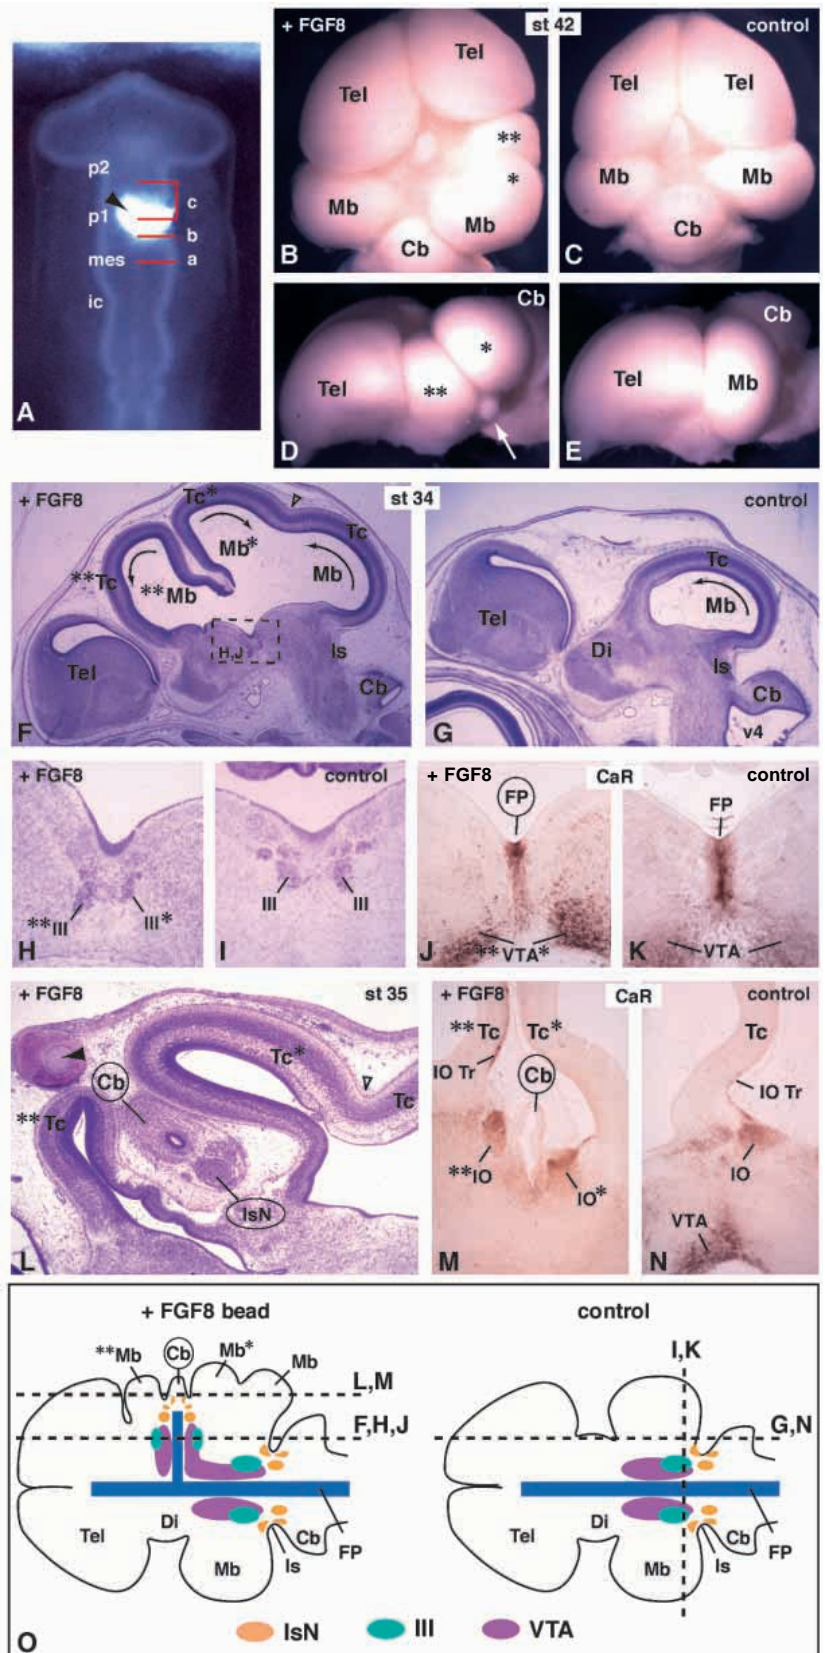 p2
c
p1
b
mes
a
ic
A
+ FGF8
st 42
Tel
Tel
**
*
Mb
Mb
Cb
B
control
Tel
Tel
Mb
Mb
Cb
C
Cb
*
Tel
**
D
Cb
Tel
Mb
E
+ FGF8
st 34
Tc*
Tc
Mb*
Mb
**Tc
**Mb
H,J
Is
Tel
Cb
F
control
Tc
Mb
Tel
Di
Is
Cb
v4
G
+ FGF8
**III
III*
H
control
III
III
I
+ FGF8
CaR
FP
**VTA*
J
control
FP
VTA
K
+ FGF8
st 35
Cb
Tc*
Tc
**Tc
IsN
L
+ FGF8
CaR
**Tc
Tc*
IO Tr
Cb
**IO
IO*
M
control
Tc
IO Tr
IO
VTA
N
+ FGF8 bead
**Mb
Cb
Mb*
Mb
L,M
F,H,J
Di
Tel
Cb
FP
Is
Mb
control
I,K
G,N
Di
Tel
Cb
FP
Is
Mb
IsN
III
VTA
O